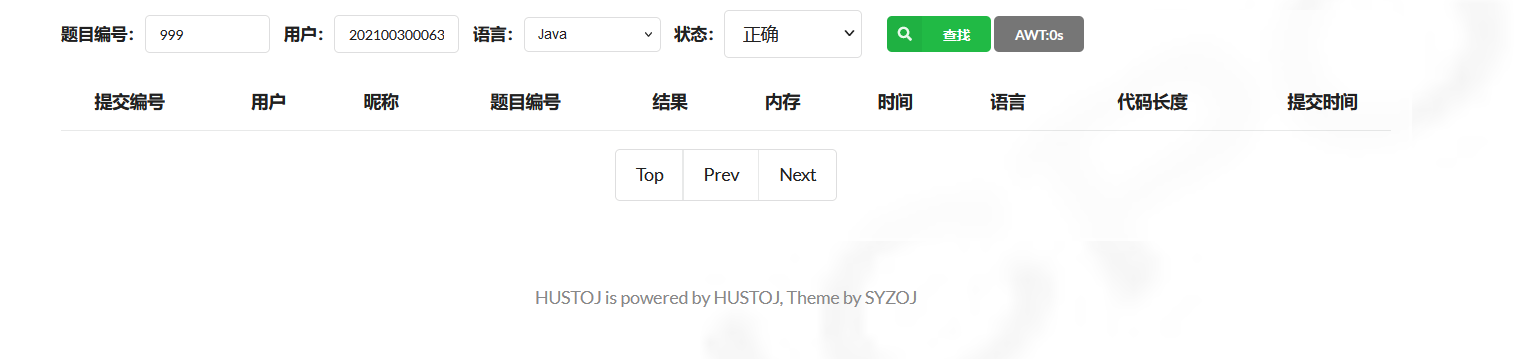 题目编号： 999 用户： 202100300063 语言： Java 状态： 正确 查找 AWT:0s
提交编号 用户 昵称 题目编号 结果 内存 时间 语言 代码长度 提交时间
Top Prev Next
HUSTOJ is powered by HUSTOJ, Theme by SYZOJ